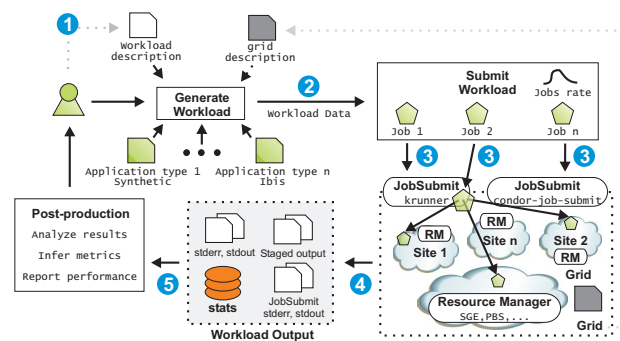 1
Workload
description
grid
description
Generate
Workload
2
Workload Data
Submit
Workload
Jobs rate
Job 1
Job 2
Job n
Application type 1
Synthetic
Application type n
Ibis
3
3
3
JobSubmit
krunner
JobSubmit
condor-job-submit
Post-production
Analyze results
Infer metrics
Report performance
5
stderr, stdout
Staged output
stats
JobSubmit
stderr, stdout
Workload Output
4
RM
Site 1
RM
Site n
Site 2
RM
Grid
Resource Manager
SGE,PBS,...
Grid